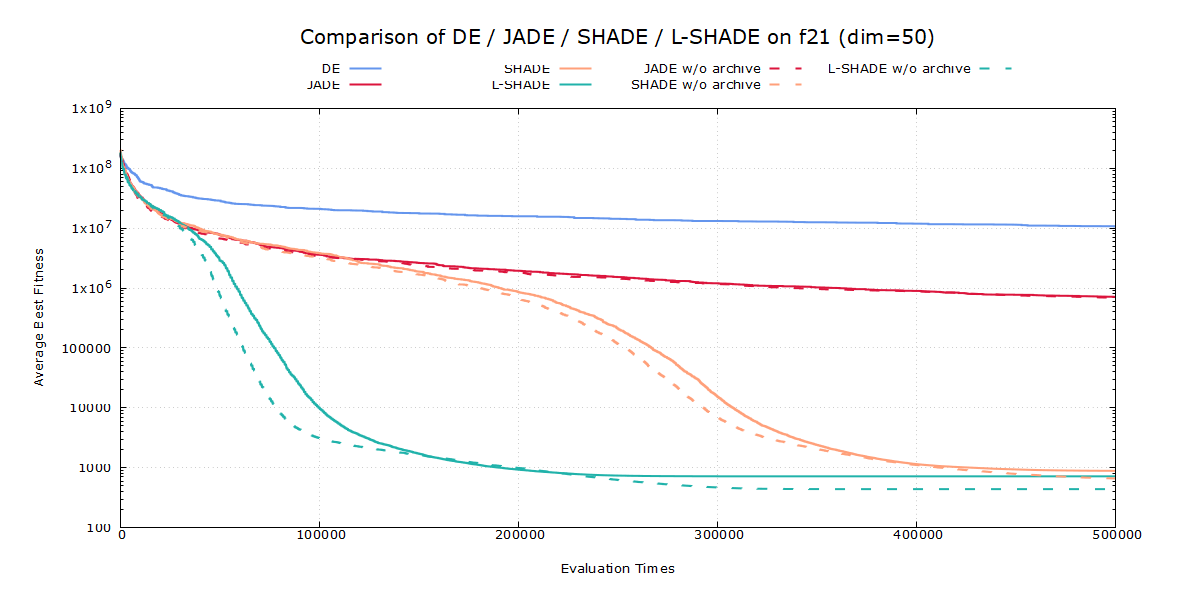 Comparison of DE / JADE / SHADE / L-SHADE on f21 (dim=50)
DE SHADE JADE w/o archive L-SHADE w/o archive
JADE L-SHADE SHADE w/o archive
1x10^9
1x10^8
1x10^7
1x10^6
100000
10000
1000
100
Average Best Fitness
0 100000 200000 300000 400000 500000
Evaluation Times